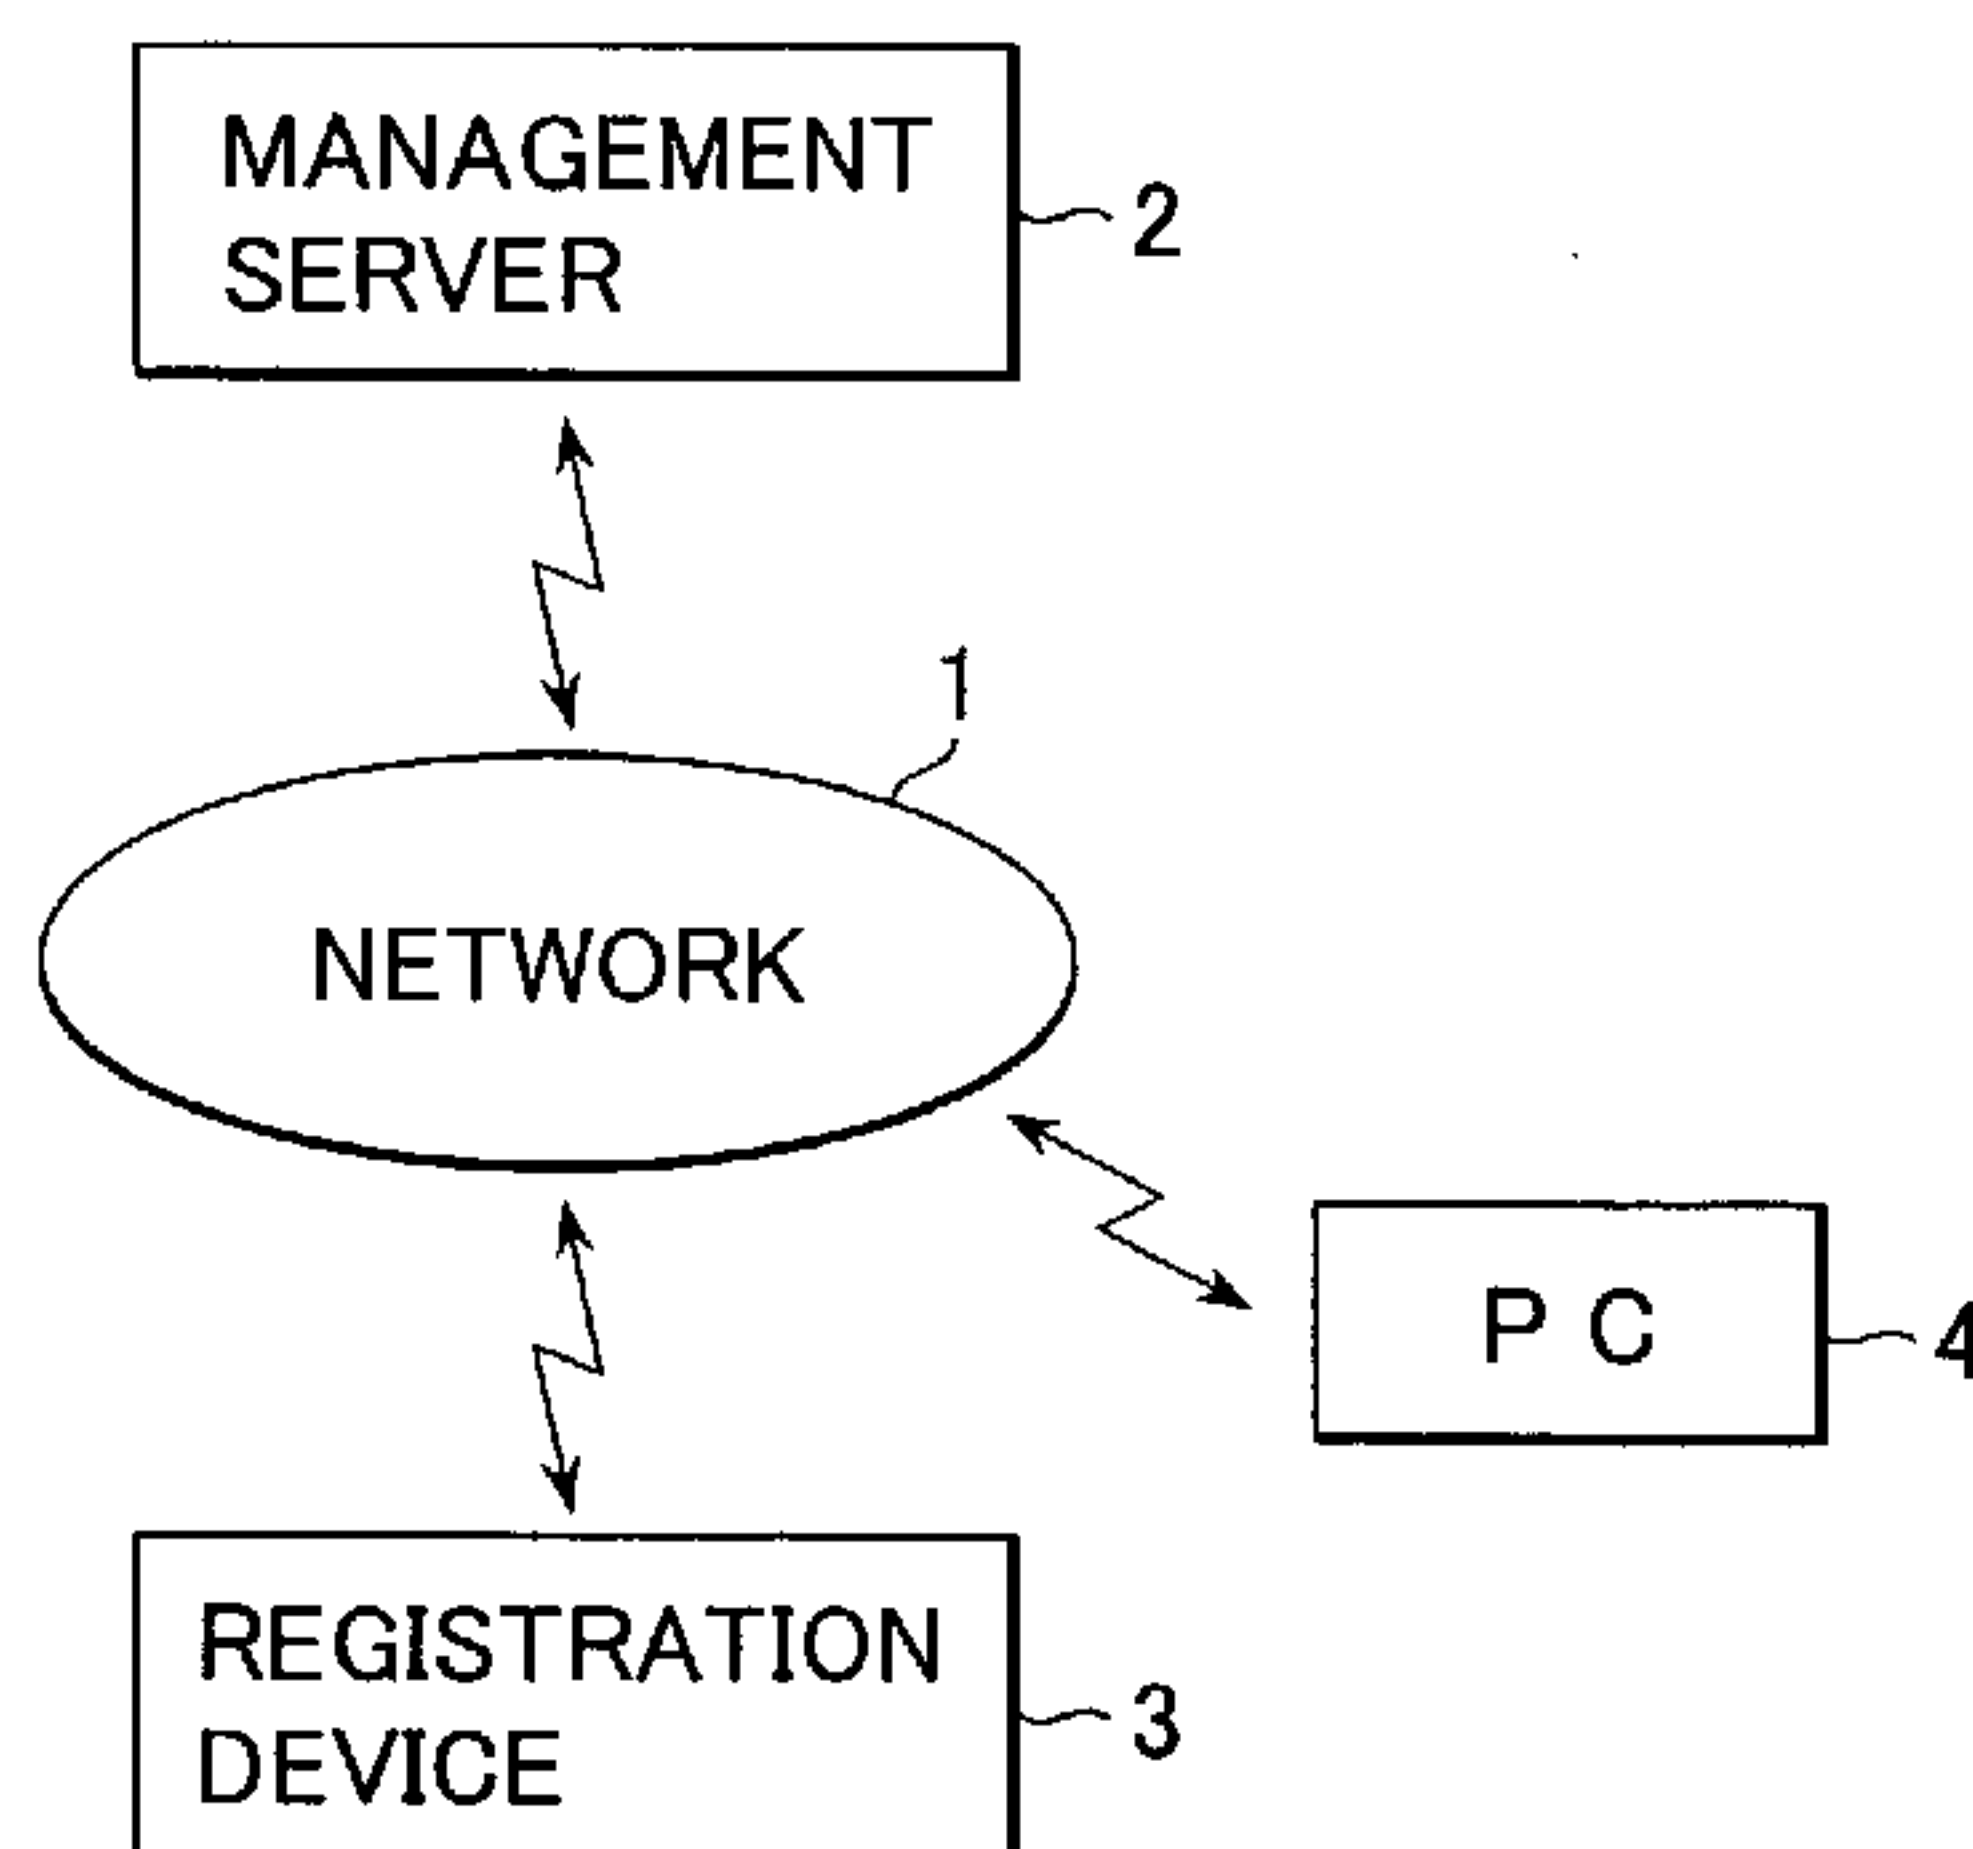 MANAGEMENT
SERVER
2
1
NETWORK
P C
4
REGISTRATION
DEVICE
3